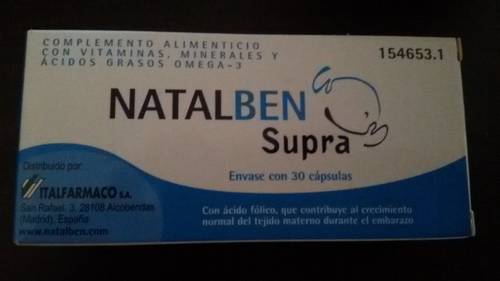 COMPLEMENTO ALIMENTICIO
CON VITAMINAS, MINERALES Y
ÁCIDOS GRASOS OMEGA-3
154653.1
NATALBEN
Supra
Envase con 30 cápsulas
Distribuido por:
ITALFARMACO S.A.
San Rafael, 3. 28108 Alcobendas
(Madrid), España
www.natalben.com
Con ácido fólico, que contribuye al crecimiento
normal del tejido materno durante el embarazo